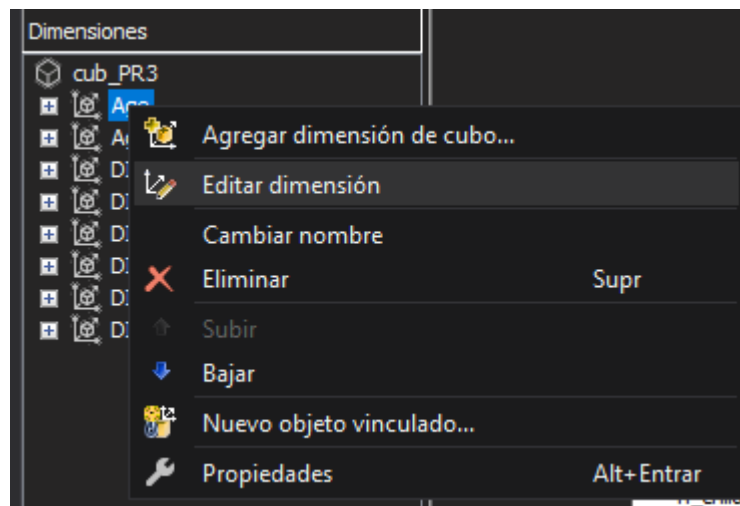 Dimensiones
cub_PR3
Agregar dimensión de cubo...
Editar dimensión
Cambiar nombre
Eliminar Supr
Subir
Bajar
Nuevo objeto vinculado...
Propiedades Alt+Entrar